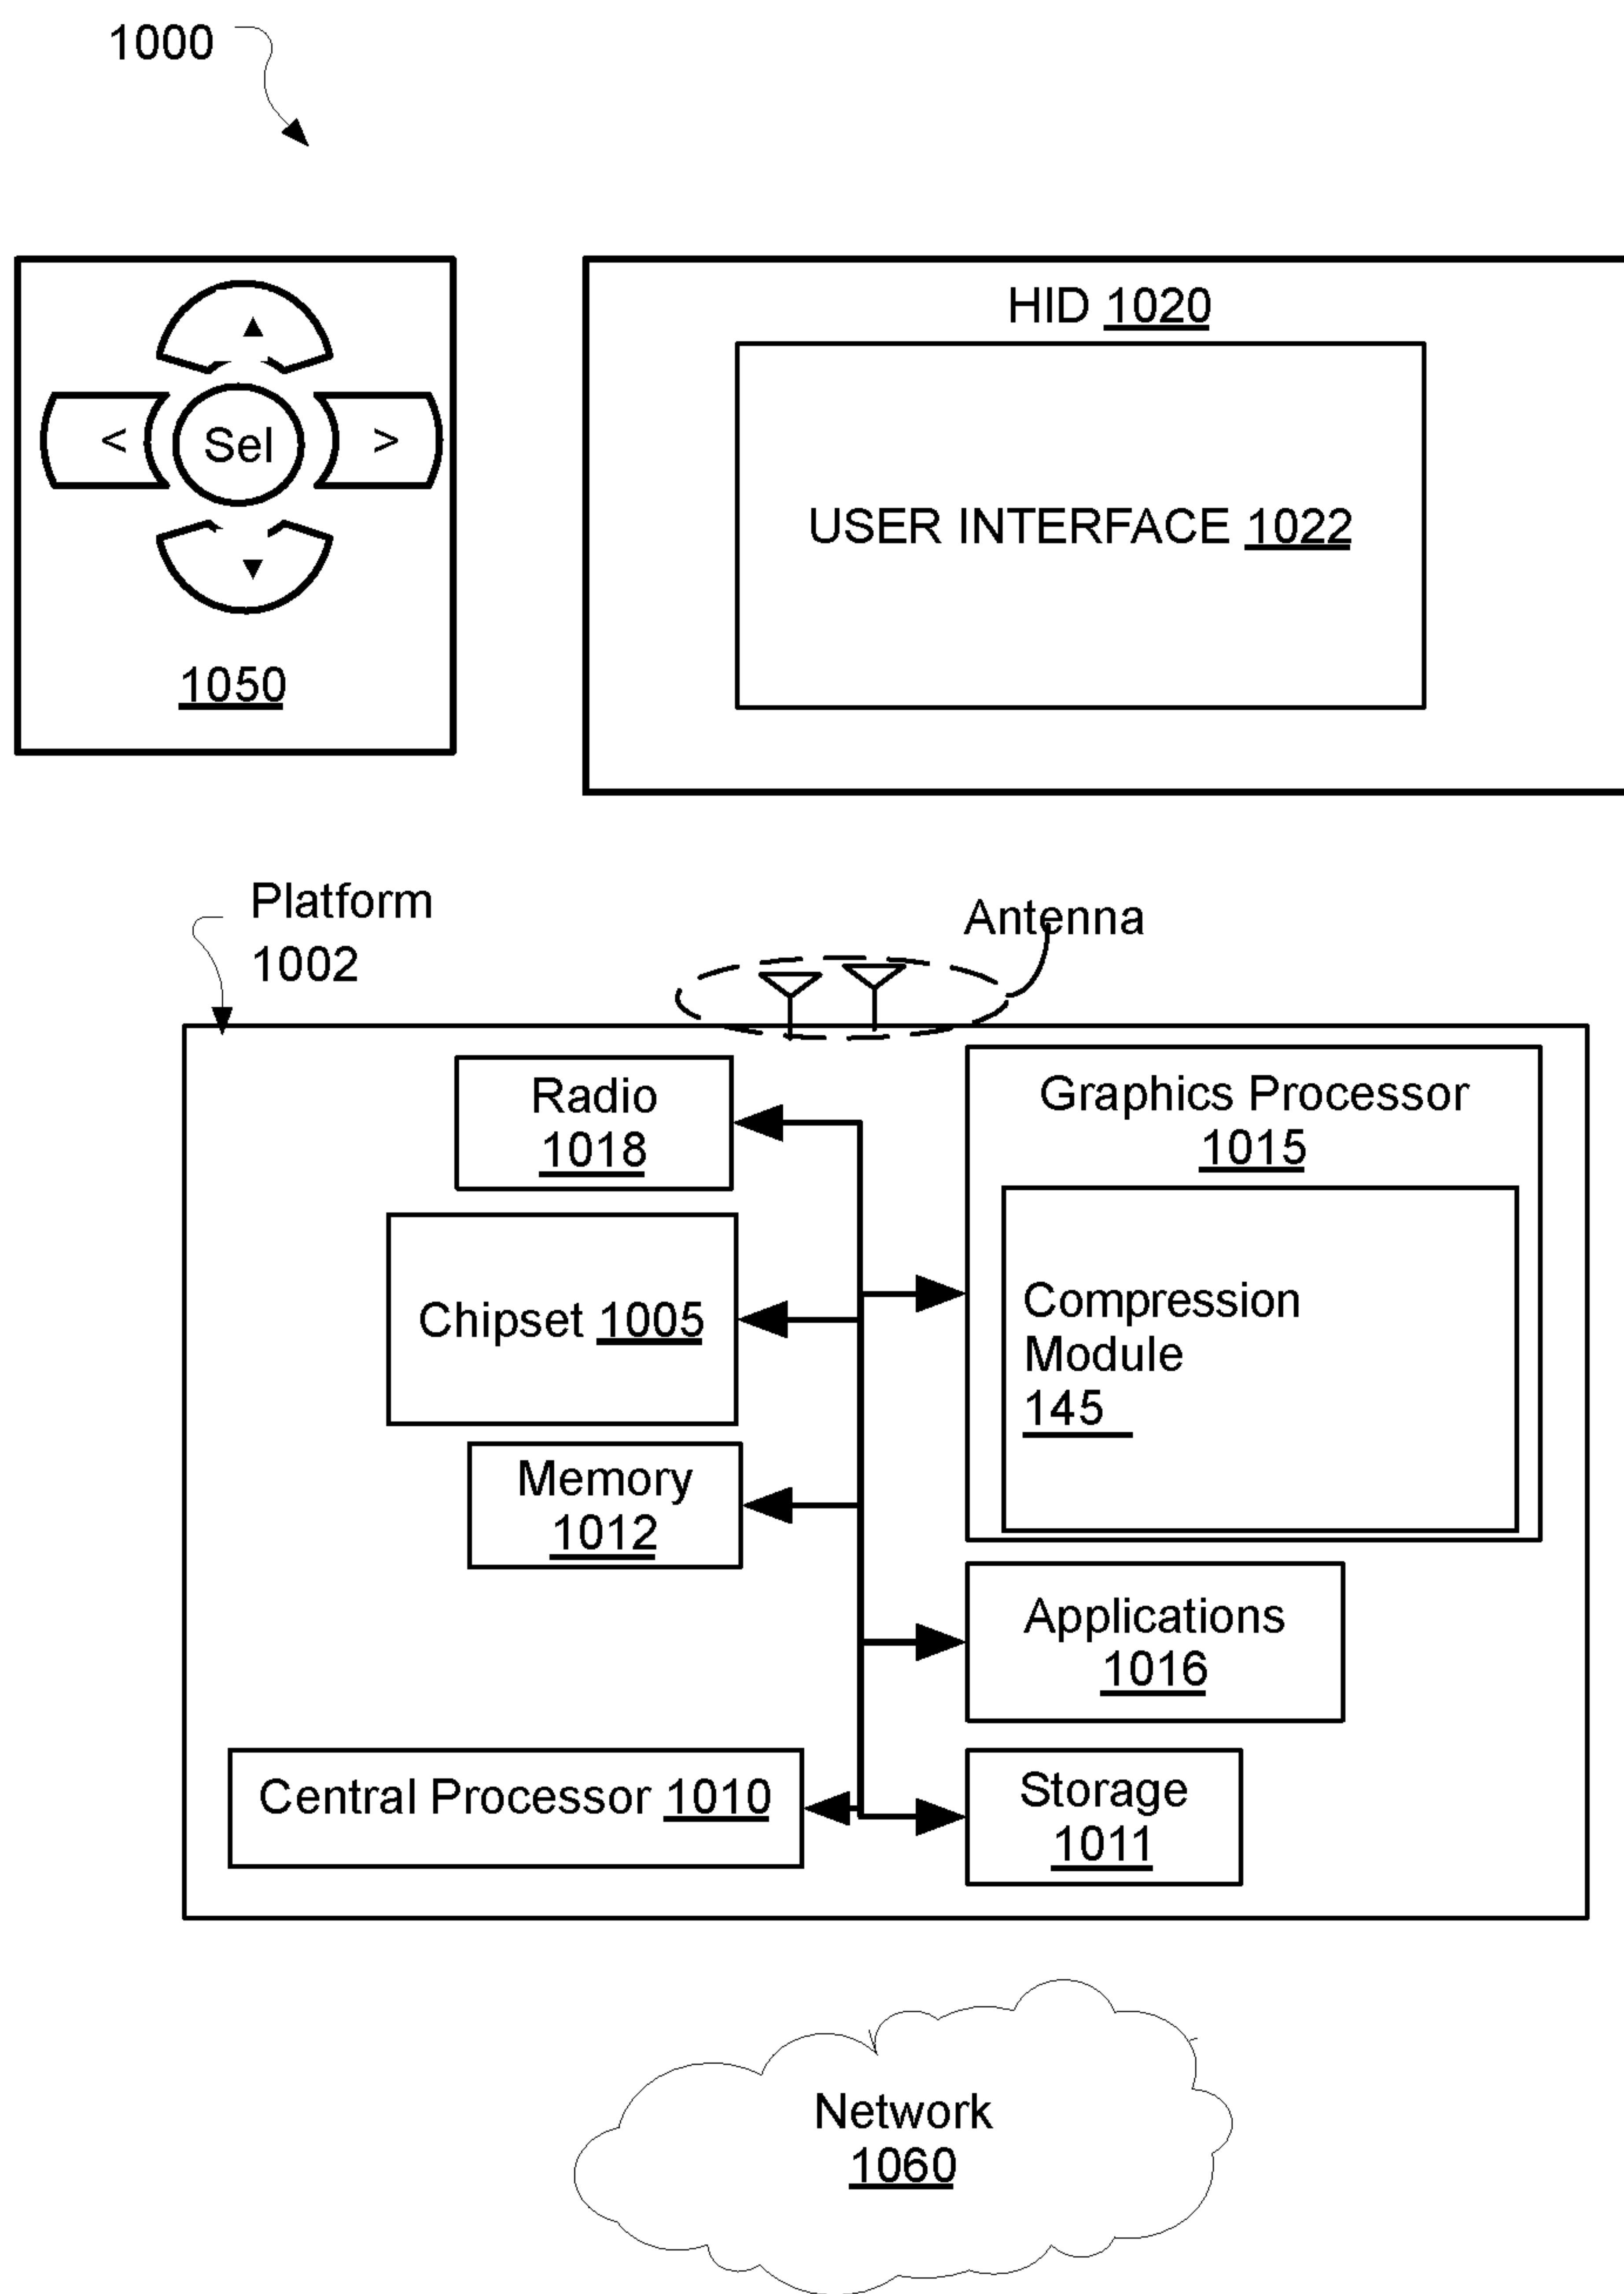 1000
HID 1020
USER INTERFACE 1022
<
Sel
>
1050
Platform
1002
Antenna
Radio
1018
Graphics Processor
1015
Chipset 1005
Compression
Module
145
Memory
1012
Applications
1016
Central Processor 1010
Storage
1011
Network
1060